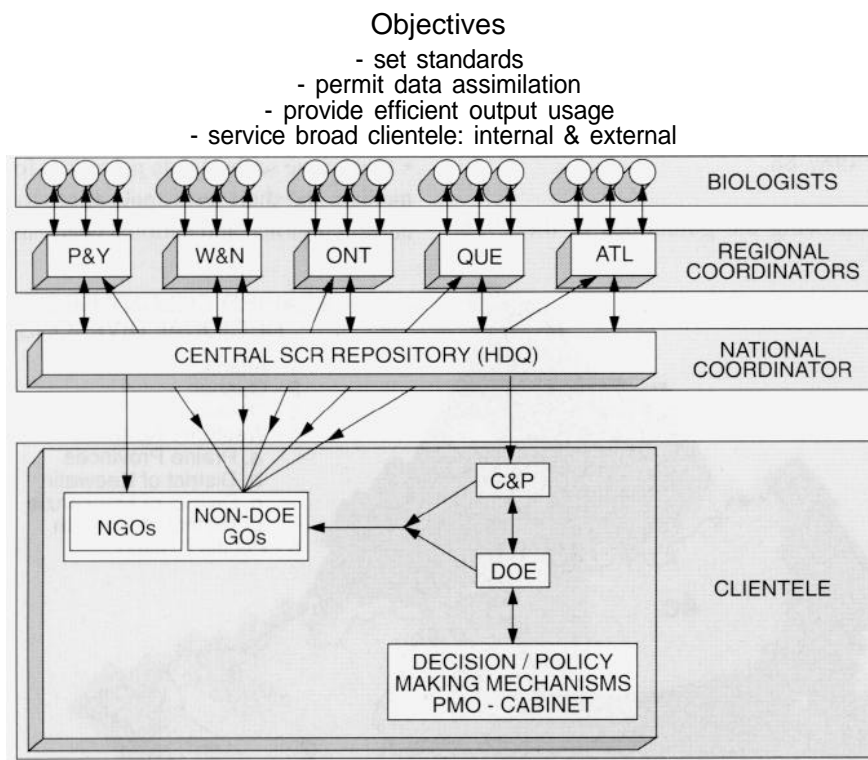 Objectives
- set standards
- permit data assimilation
- provide efficient output usage
- service broad clientele: internal & external
BIOLOGISTS
P&Y
W&N
ONT
QUE
ATL
REGIONAL
COORDINATORS
CENTRAL SCR REPOSITORY (HDQ)
NATIONAL
COORDINATOR
C&P
NGOs
NON-DOE
GOs
DOE
CLIENTELE
DECISION / POLICY
MAKING MECHANISMS
PMO - CABINET